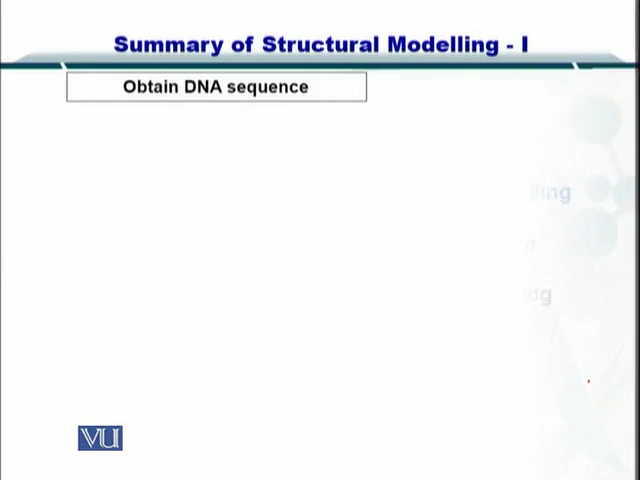 Summary of Structural Modelling - I
Obtain DNA sequence
VU